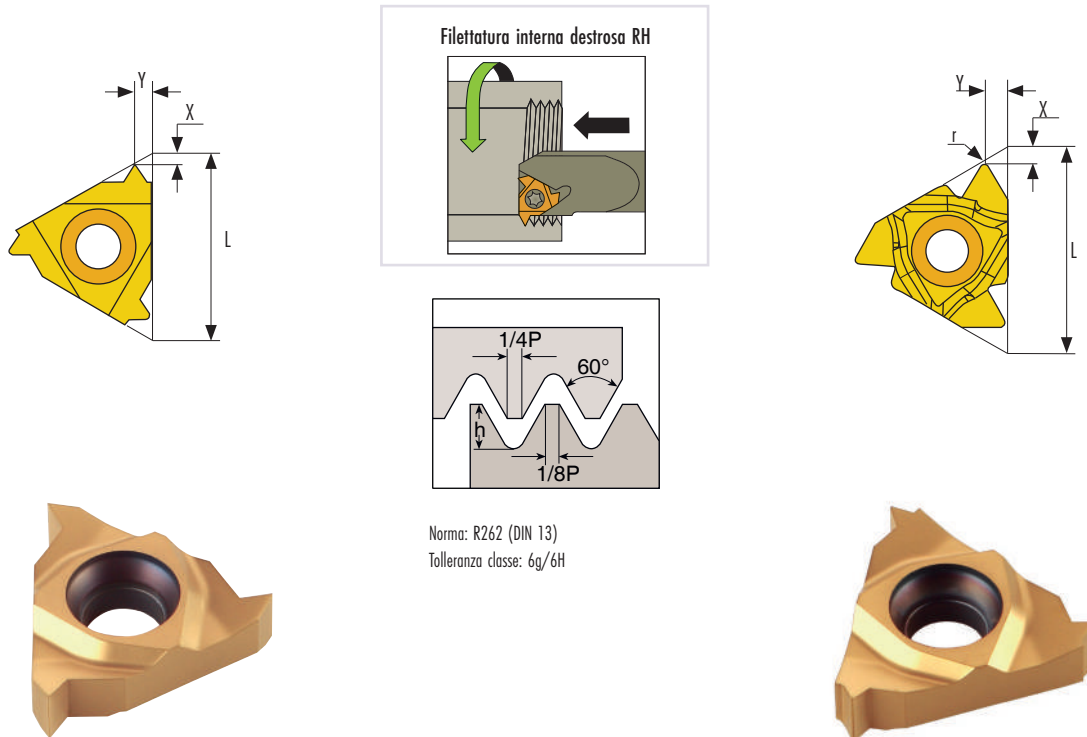 Filettatura interna destrosa RH
Y
X
L
Y
X
r
L
1/4P
60°
h
1/8P
Norma: R262 (DIN 13)
Tolleranza classe: 6g/6H